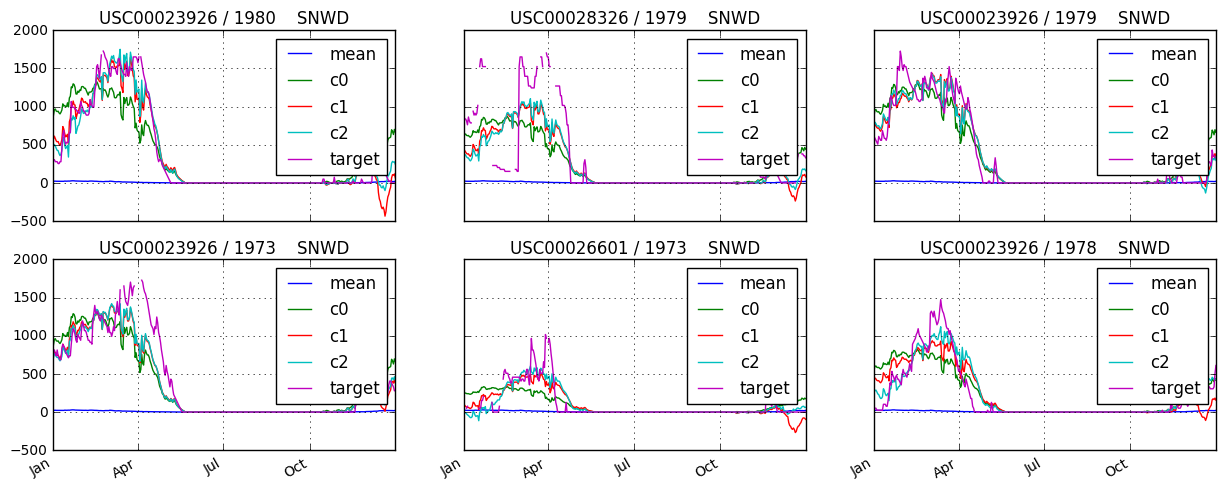 USC00023926 / 1980    SNWD
USC00028326 / 1979    SNWD
USC00023926 / 1979    SNWD
2000
1500
1000
500
0
−500
mean
c0
c1
c2
target
mean
c0
c1
c2
target
mean
c0
c1
c2
target
USC00023926 / 1973    SNWD
USC00026601 / 1973    SNWD
USC00023926 / 1978    SNWD
2000
1500
1000
500
0
−500
mean
c0
c1
c2
target
mean
c0
c1
c2
target
mean
c0
c1
c2
target
Jan Apr Jul Oct
Jan Apr Jul Oct
Jan Apr Jul Oct